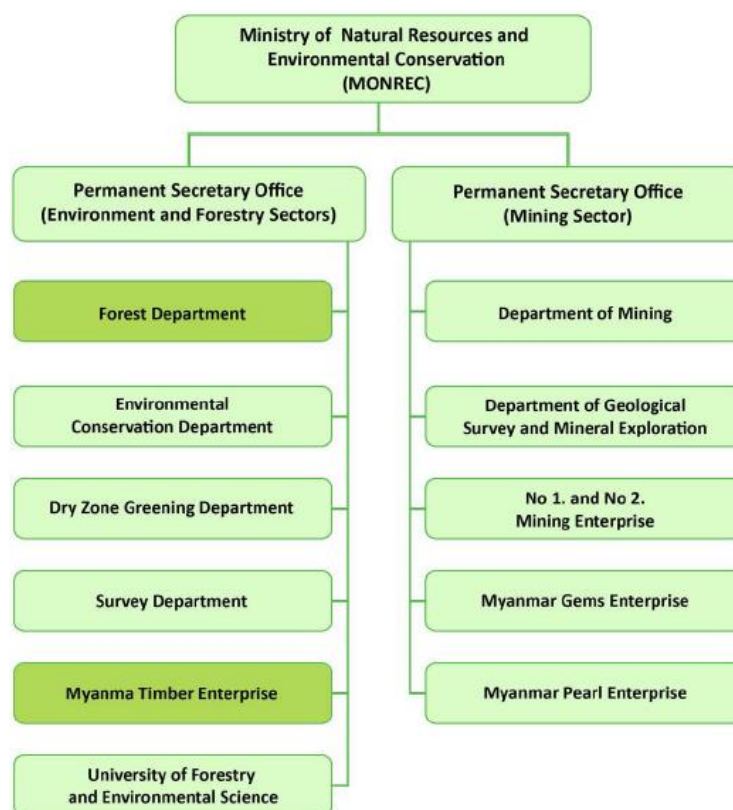 Ministry of Natural Resources and
Environmental Conservation
(MONREC)
Permanent Secretary Office
(Environment and Forestry Sectors)
Permanent Secretary Office
(Mining Sector)
Forest Department
Environmental
Conservation Department
Dry Zone Greening Department
Survey Department
Myanma Timber Enterprise
University of Forestry
and Environmental Science
Department of Mining
Department of Geological
Survey and Mineral Exploration
No 1. and No 2.
Mining Enterprise
Myanmar Gems Enterprise
Myanmar Pearl Enterprise